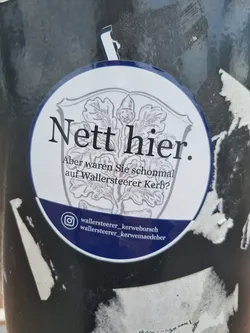 Nett hier.
Aber waren Sie schonmal
auf Wallersteerer Kerb?
wallersteerer_kerweborsch
wallersteerer_kerwemaedcher